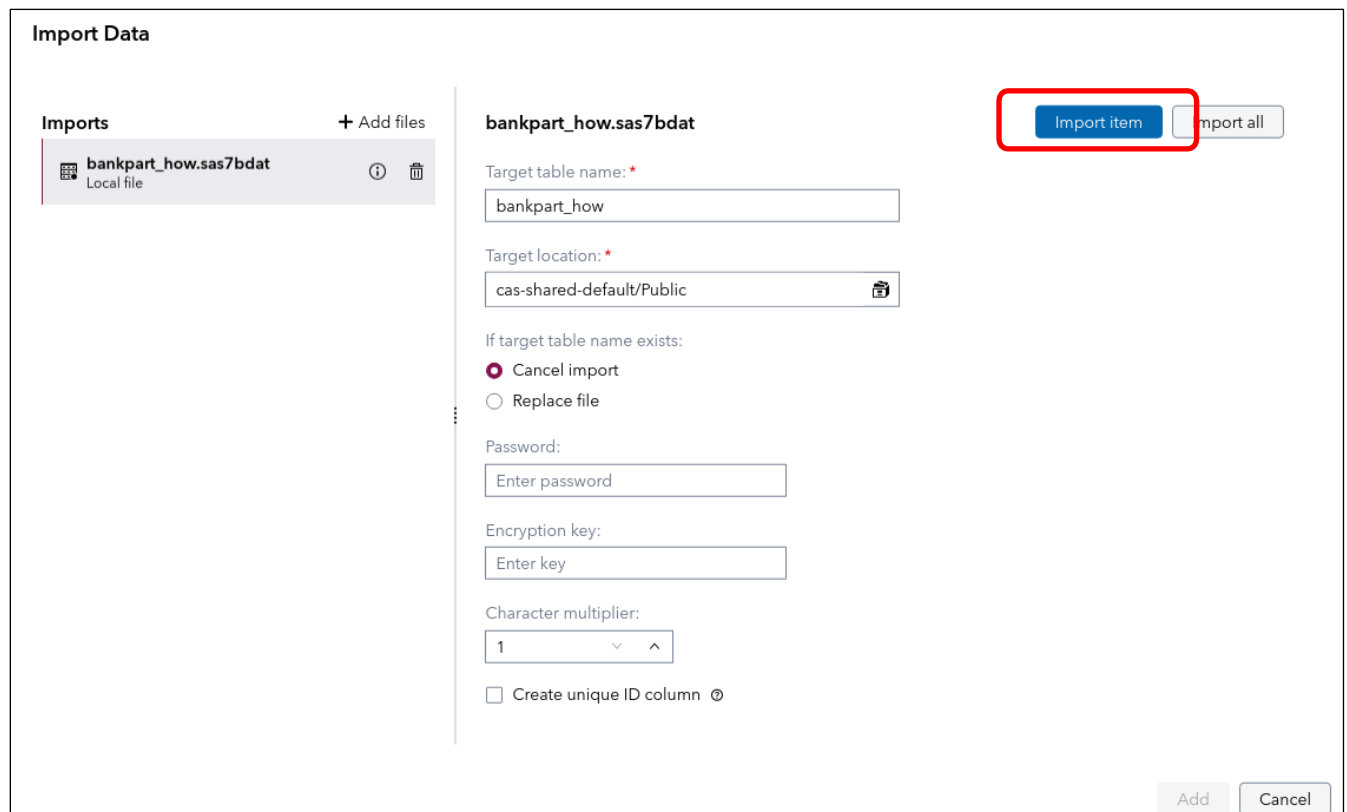 Import Data
Imports
+ Add files
bankpart_how.sas7bdat
Local file
bankpart_how.sas7bdat
Import item
Import all
Target table name:*
bankpart_how
Target location:*
cas-shared-default/Public
If target table name exists:
Cancel import
Replace file
Password:
Enter password
Encryption key:
Enter key
Character multiplier:
1
Create unique ID column
Add
Cancel